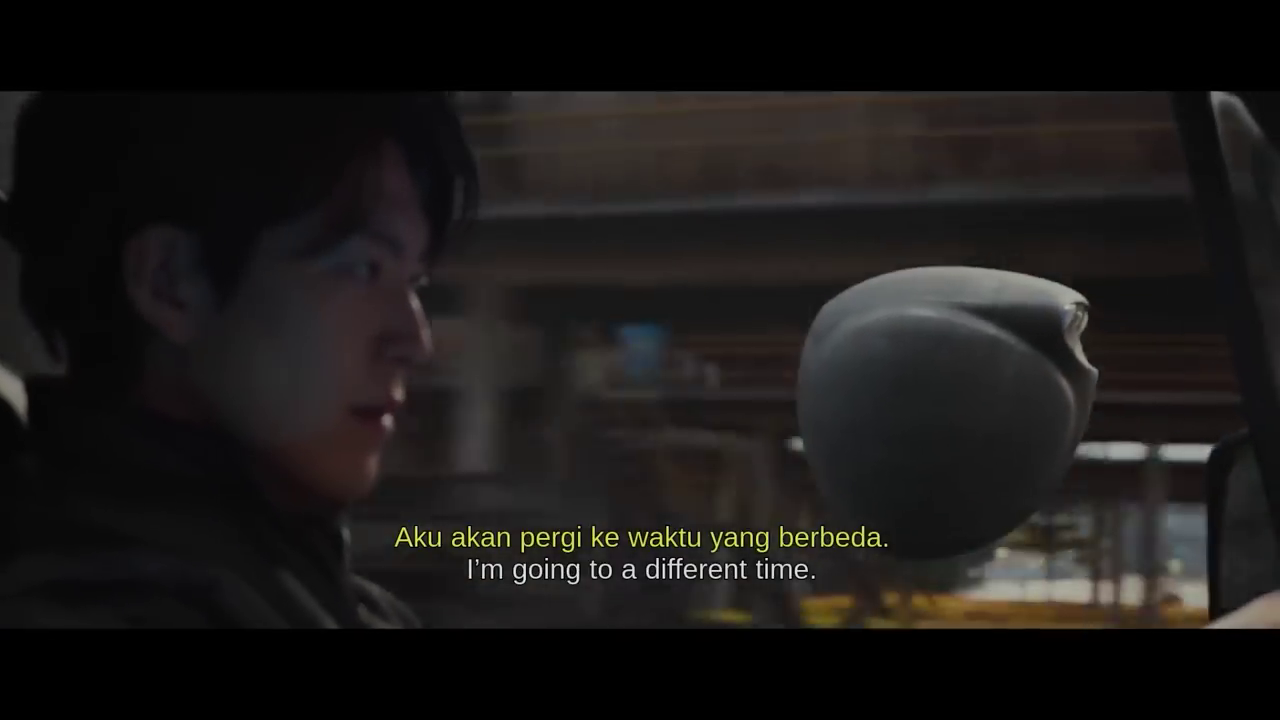 Aku akan pergi ke waktu yang berbeda.
I'm going to a different time.